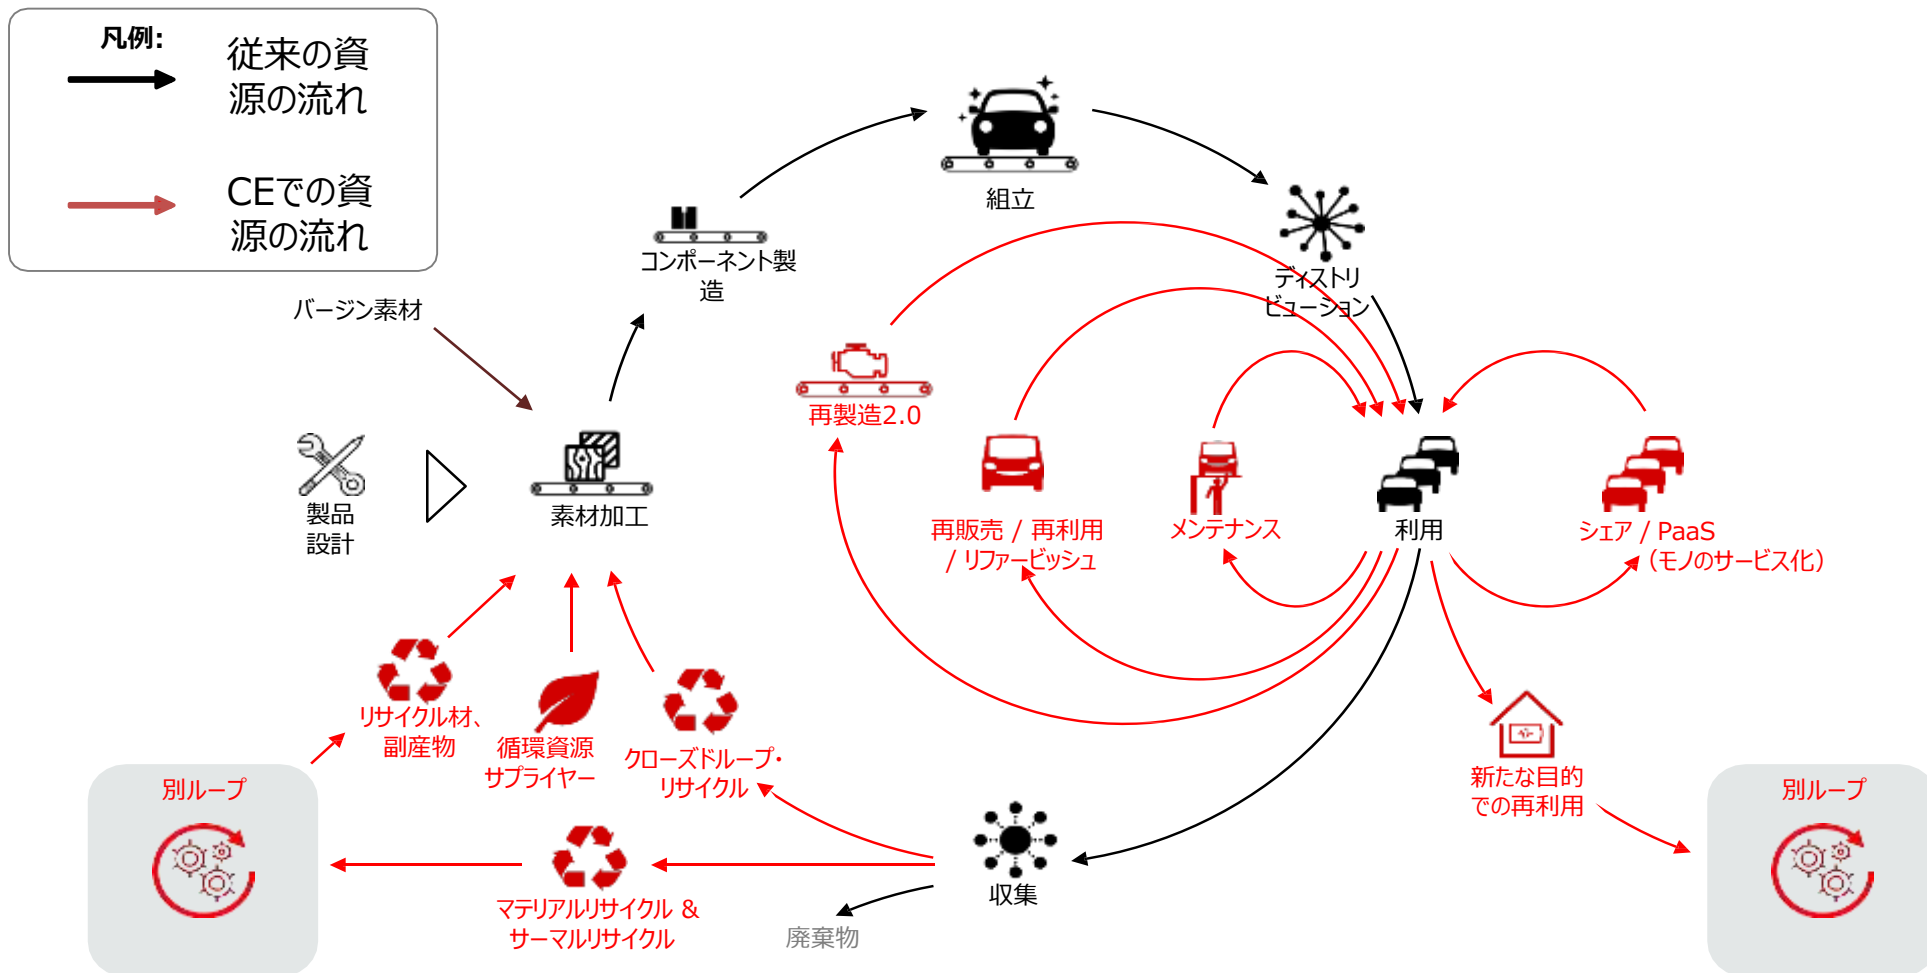 凡例:
従来の資
源の流れ
CEでの資
源の流れ
組立
コンポーネント製
造
ディストリ
ビューション
バージン素材
再製造2.0
製品
設計
素材加工
再販売 / 再利用
/ リファービッシュ
メンテナンス
利用
シェア / PaaS
（モノのサービス化）
リサイクル材、
副産物
循環資源
サプライヤー
クローズドループ・
リサイクル
新たな目的
での再利用
別ループ
別ループ
収集
マテリアルリサイクル &
サーマルリサイクル
廃棄物